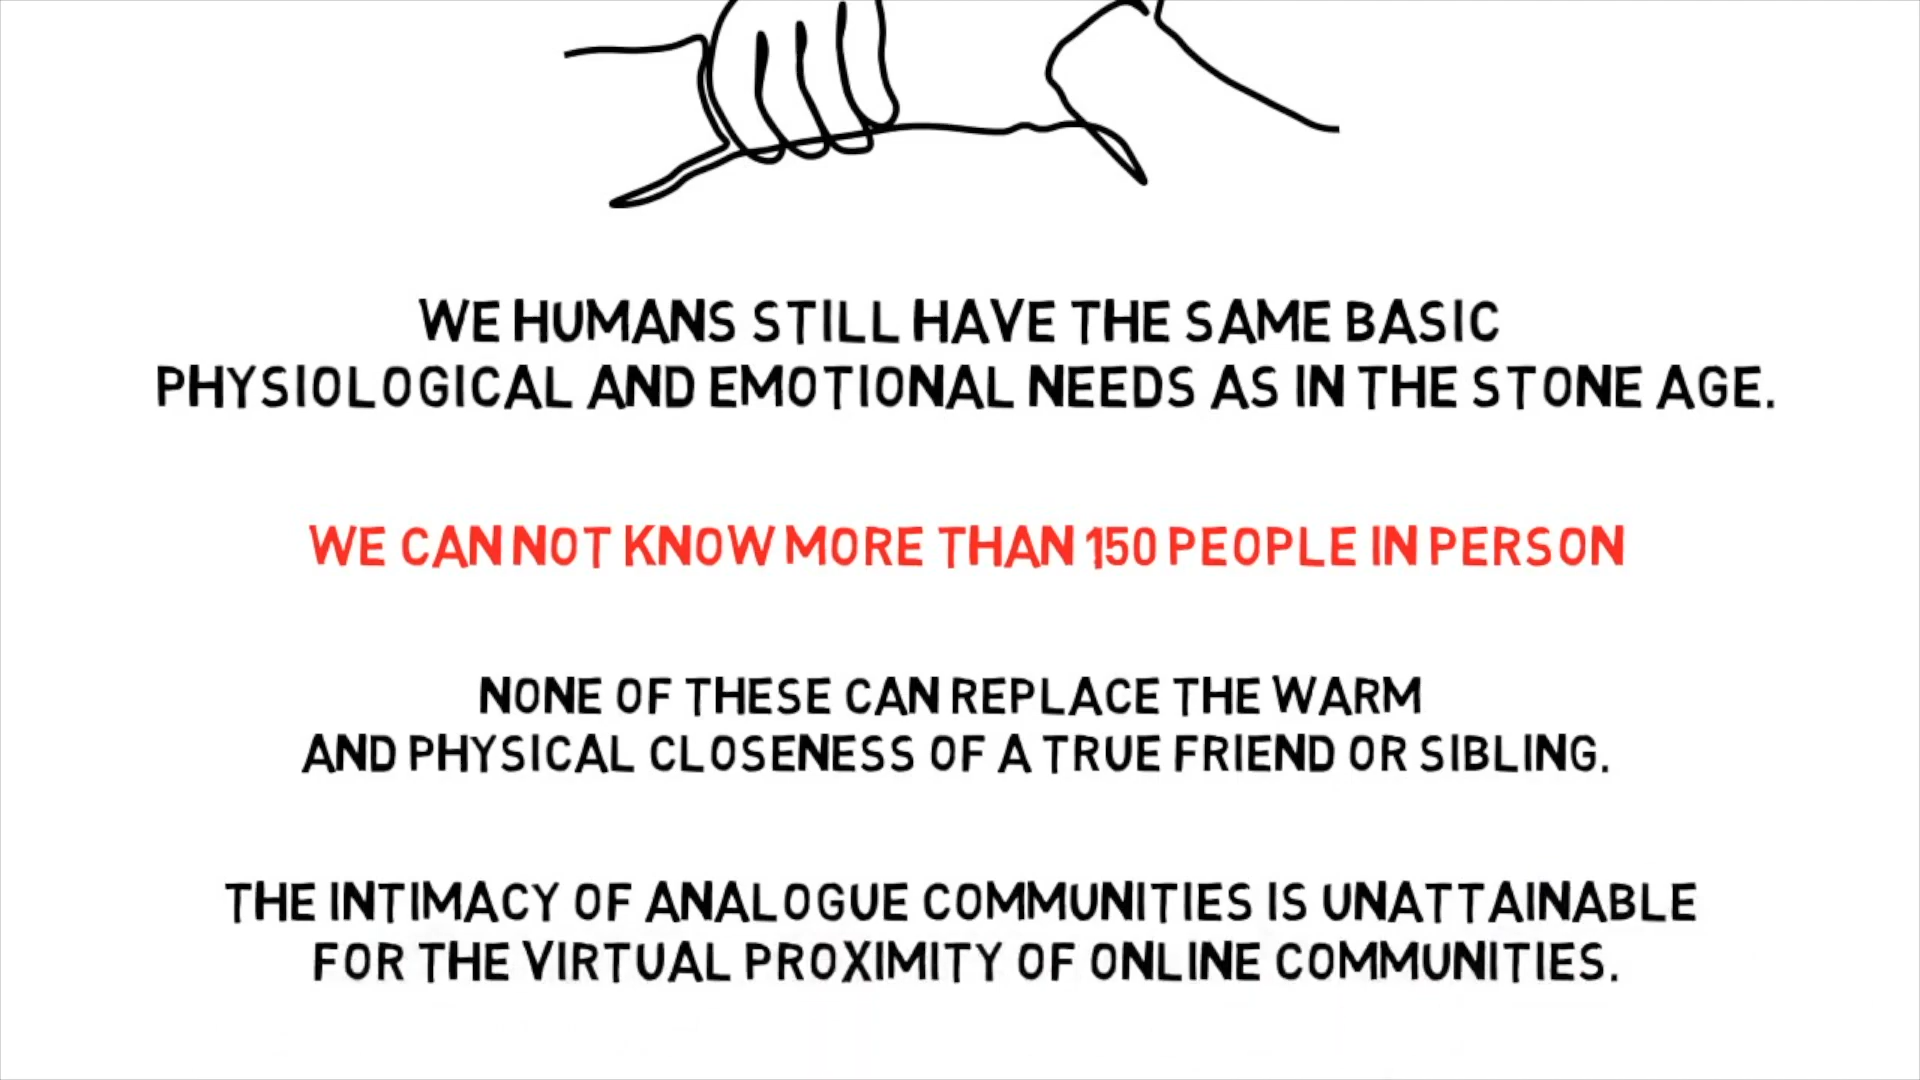 WE HUMANS STILL HAVE THE SAME BASIC
PHYSIOLOGICAL AND EMOTIONAL NEEDS AS IN THE STONE AGE.
WE CAN NOT KNOW MORE THAN 150 PEOPLE IN PERSON
NONE OF THESE CAN REPLACE THE WARM
AND PHYSICAL CLOSENESS OF A TRUE FRIEND OR SIBLING.
THE INTIMACY OF ANALOGUE COMMUNITIES IS UNATTAINABLE
FOR THE VIRTUAL PROXIMITY OF ONLINE COMMUNITIES.